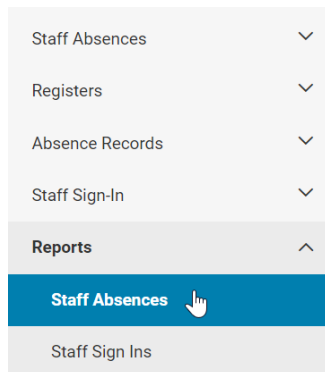 Staff Absences
Registers
Absence Records
Staff Sign-In
Reports
Staff Absences
Staff Sign Ins